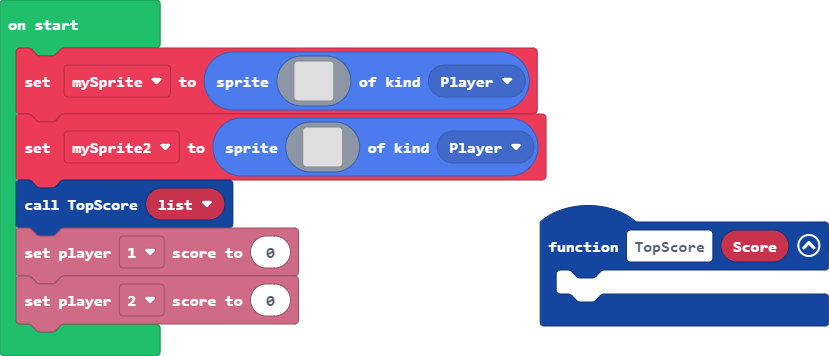 on start
set mySprite to sprite of kind Player
set mySprite2 to sprite of kind Player
call TopScore list
set player 1 score to 0
set player 2 score to 0
function TopScore Score